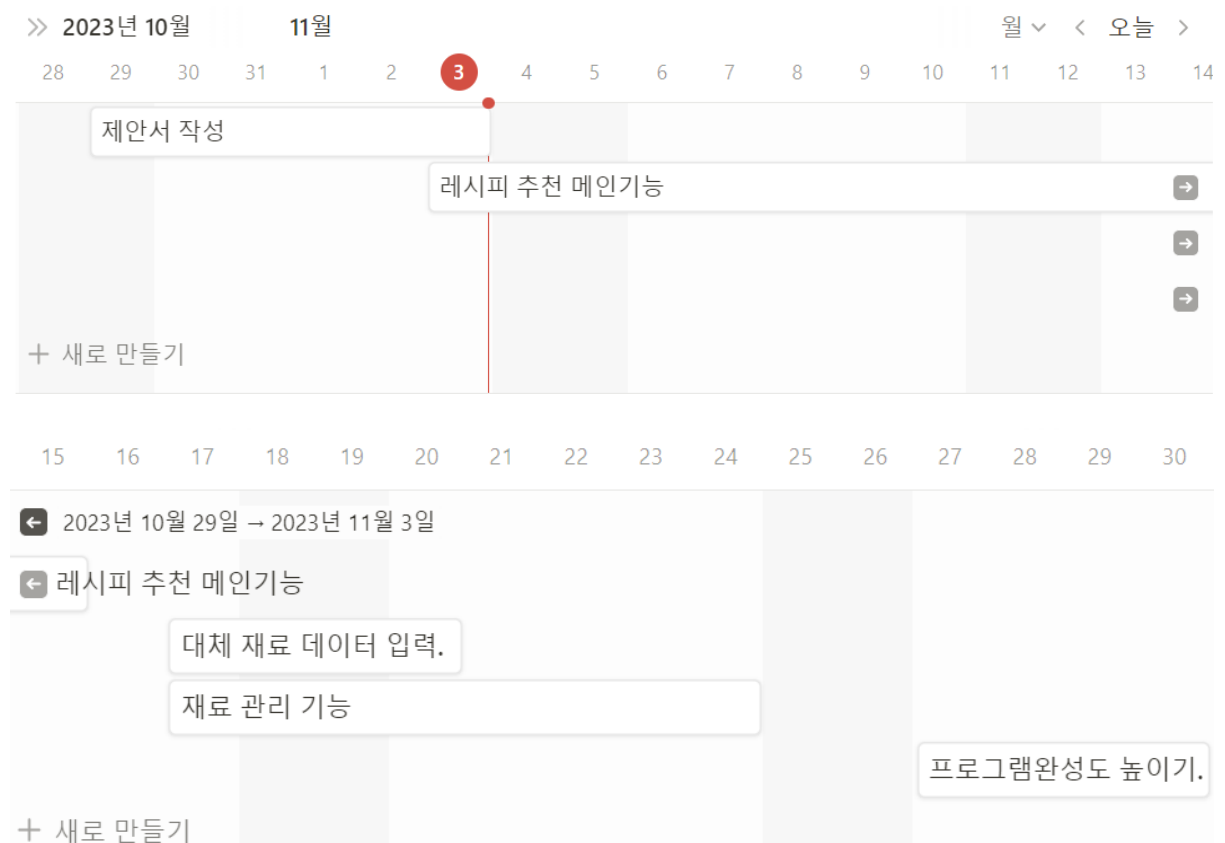 2023년 10월 11월 월 오늘
28 29 30 31 1 2 3 4 5 6 7 8 9 10 11 12 13 14
제안서 작성
레시피 추천 메인기능
새로 만들기
15 16 17 18 19 20 21 22 23 24 25 26 27 28 29 30
2023년 10월 29일 → 2023년 11월 3일
레시피 추천 메인기능
대체 재료 데이터 입력.
재료 관리 기능
프로그램완성도 높이기.
새로 만들기